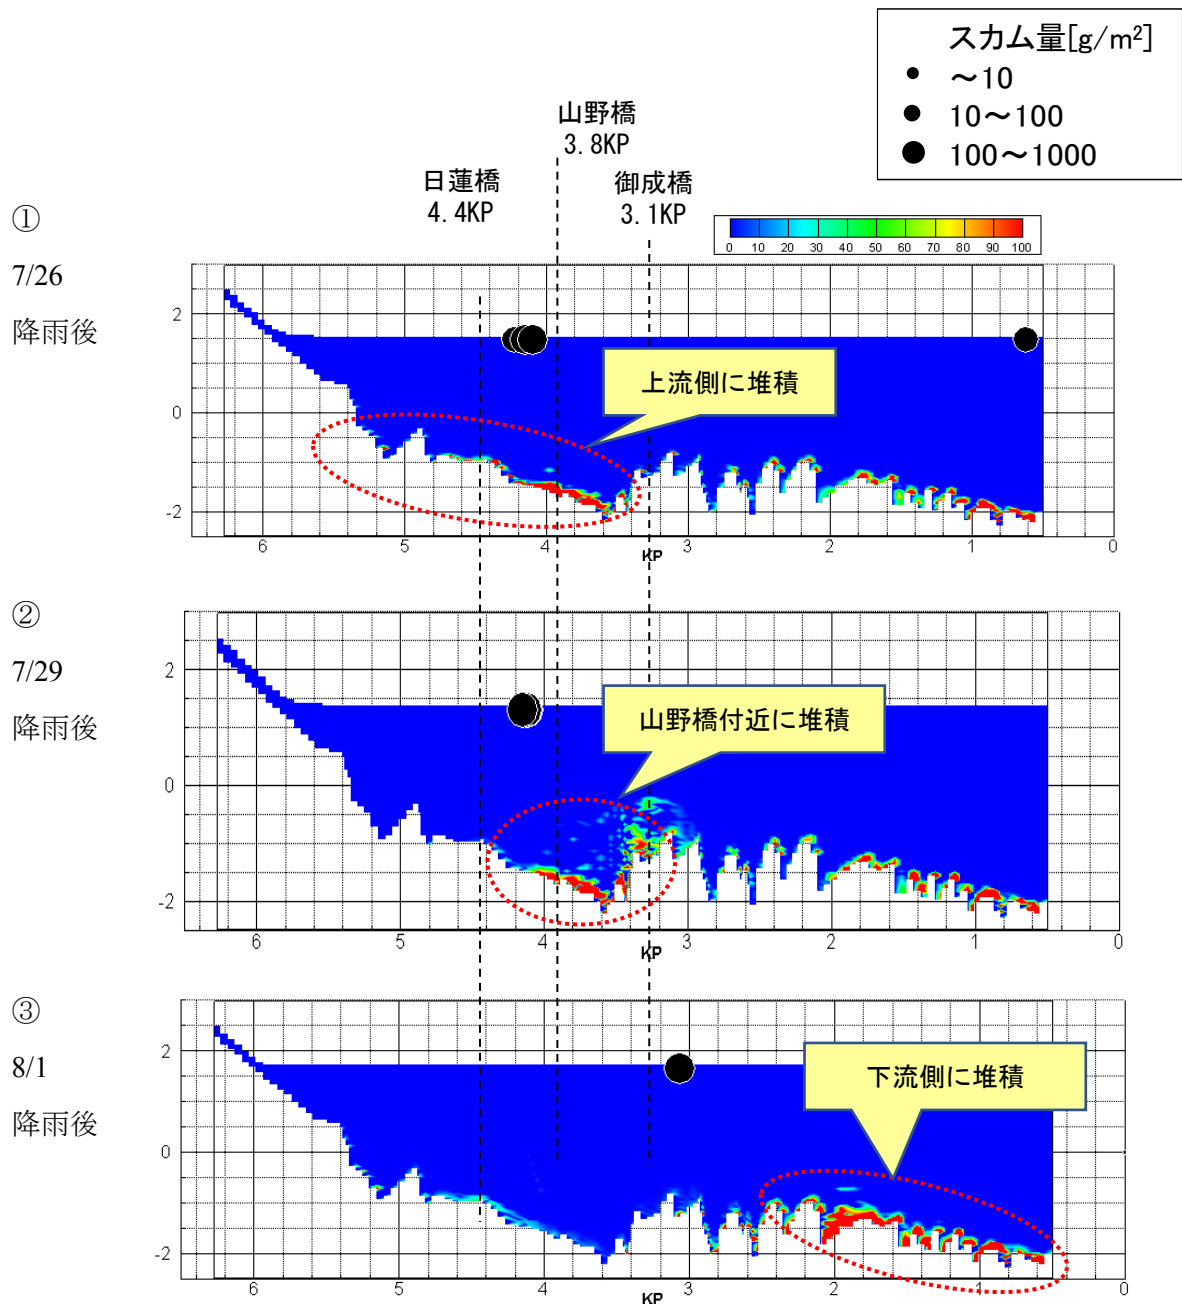 スカム量[g/m²]
～10
10～100
100～1000
山野橋
3.8KP
日蓮橋
4.4KP
御成橋
3.1KP
①
7/26
降雨後
0 10 20 30 40 50 60 70 80 90 100
2
0
-2
上流側に堆積
6 5 4 3 2 1 0
KP
②
7/29
降雨後
2
0
-2
山野橋付近に堆積
6 5 4 3 2 1 0
KP
③
8/1
降雨後
2
0
-2
下流側に堆積
6 5 4 3 2 1 0
KP